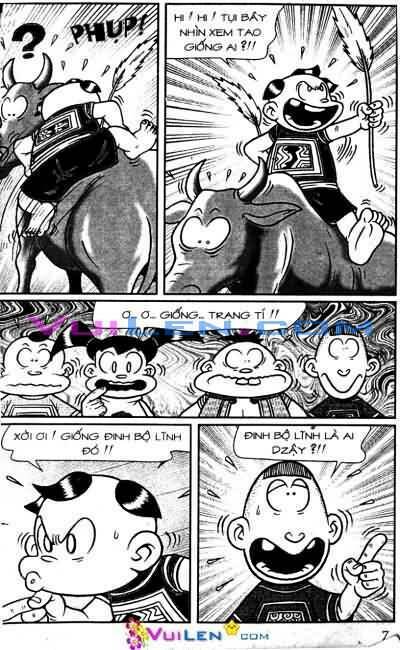 ?
PHỤP!
HI! HI! TỤI BÂY
NHÌN XEM TAO
GIỐNG AI?!!
Ơ.. Ơ... GIỐNG... TRẠNG TÍ!!
VUILEN.COM
XỜI ƠI! GIỐNG ĐINH BỘ LĨNH
ĐÓ!!
ĐINH BỘ LĨNH LÀ AI
DZẬY?!!
7
VUILEN.COM